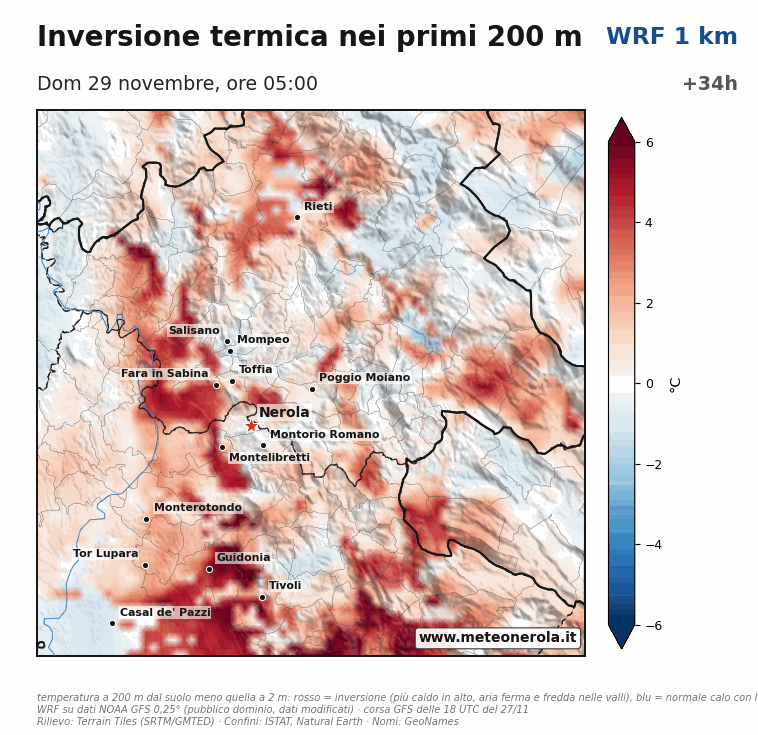 Inversione termica nei primi 200 m
WRF 1 km
Dom 29 novembre, ore 05:00
+34h
Rieti
Salisano
Mompeo
Toffia
Fara in Sabina
Poggio Moiano
Nerola
Montorio Romano
Montelibretti
Monterotondo
Tor Lupara
Guidonia
Tivoli
Casal de' Pazzi
www.meteonerola.it
6
4
2
0
−2
−4
−6
°C
temperatura a 200 m dal suolo meno quella a 2 m: rosso = inversione (più caldo in alto, aria ferma e fredda nelle valli), blu = normale calo con l
WRF su dati NOAA GFS 0,25° (pubblico dominio, dati modificati) · corsa GFS delle 18 UTC del 27/11
Rilievo: Terrain Tiles (SRTM/GMTED) · Confini: ISTAT, Natural Earth · Nomi: GeoNames